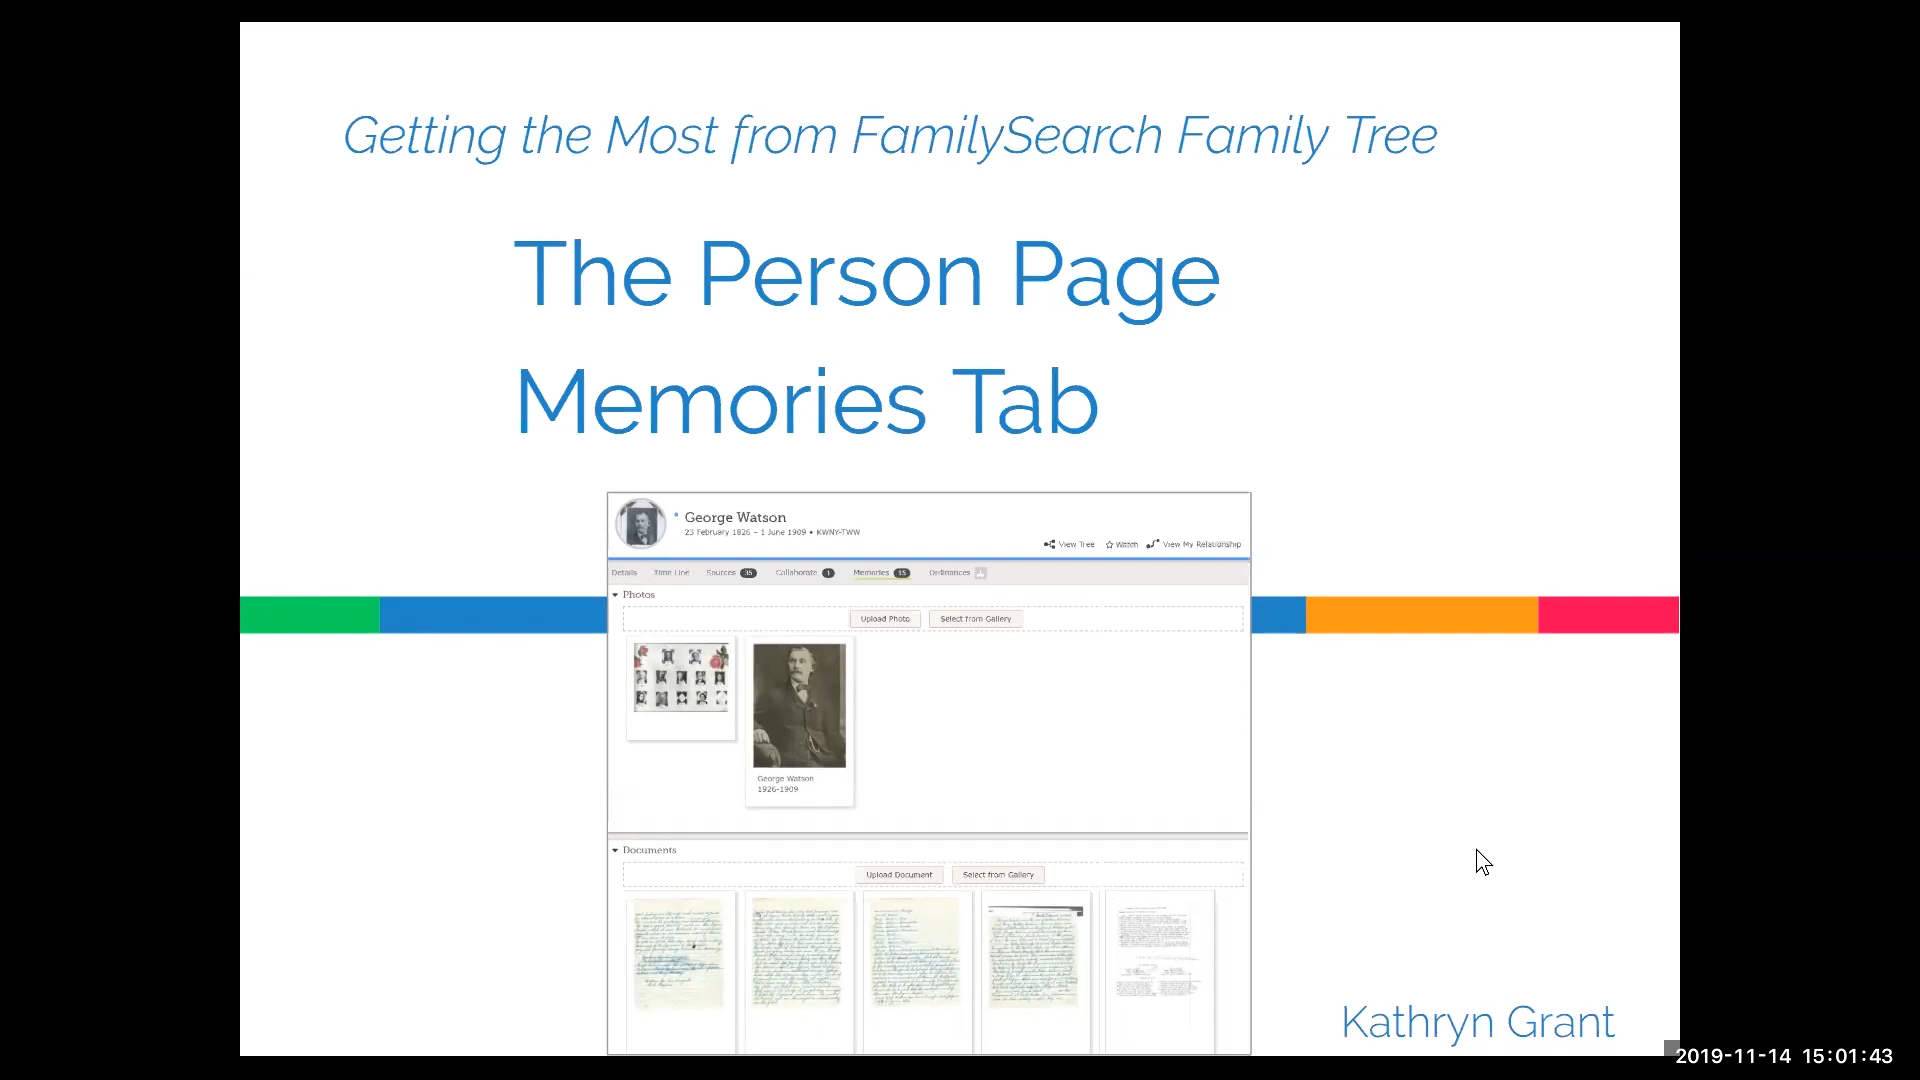 Getting the Most from FamilySearch Family Tree
The Person Page
Memories Tab
George Watson
23 February 1826 – 1 June 1909 • KWNY-TWW
View Tree Watch View My Relationship
Details Time Line Sources 35 Collaborate 1 Memories 15 Ordinances
Photos
Upload Photo Select from Gallery
George Watson
1926-1909
Documents
Upload Document Select from Gallery
Kathryn Grant
2019-11-14 15:01:43